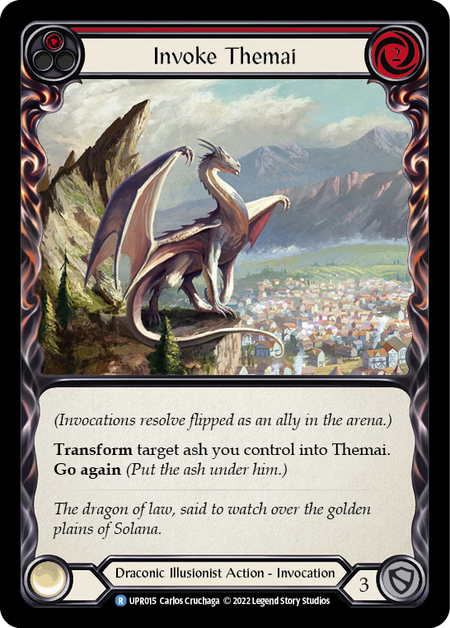 Invoke Themai
2
(Invocations resolve flipped as an ally in the arena.)
Transform target ash you control into Themai.
Go again (Put the ash under him.)
The dragon of law, said to watch over the golden
plains of Solana.
Draconic Illusionist Action - Invocation
3
R UPR015 Carlos Cruchaga © 2022 Legend Story Studios